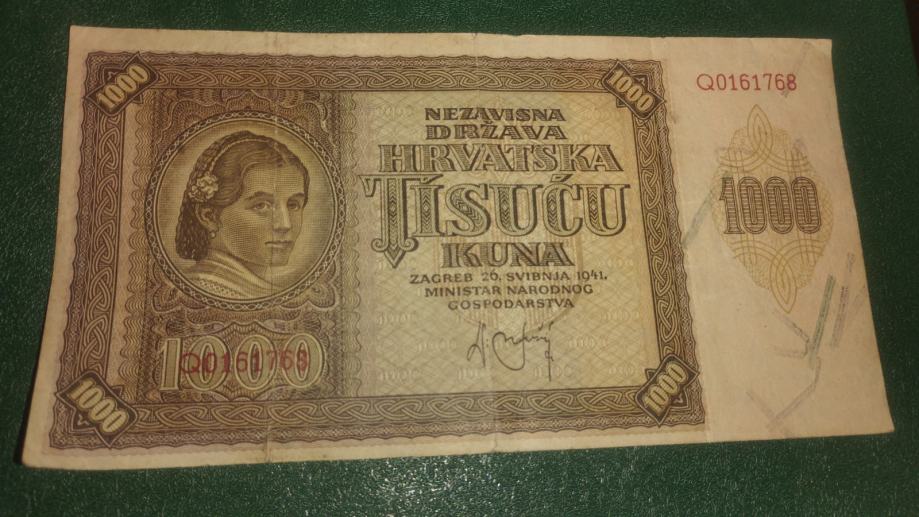 1000
1000
Q0161768
NEZAVISNA
DRŽAVA
HRVATSKA
TISUĆU
KUNA
1000
ZAGREB 26. SVIBNJA 1941.
MINISTAR NARODNOG
GOSPODARSTVA
1000
Q0161768
1000
1000